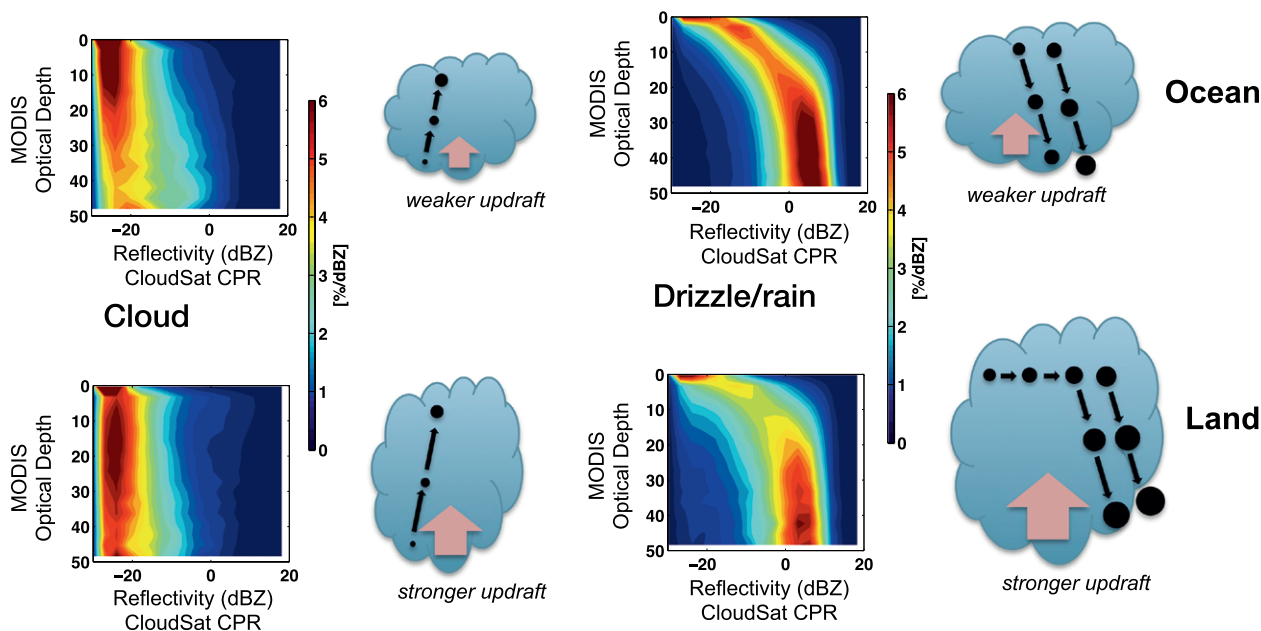 0
10
20
30
40
50
MODIS
Optical Depth
−20
0
20
Reflectivity (dBZ)
CloudSat CPR
6
5
4
3
2
1
0
[%/dBZ]
weaker updraft
0
10
20
30
40
50
MODIS
Optical Depth
−20
0
20
Reflectivity (dBZ)
CloudSat CPR
6
5
4
3
2
1
0
[%/dBZ]
weaker updraft
Ocean
Cloud
Drizzle/rain
0
10
20
30
40
50
MODIS
Optical Depth
−20
0
20
Reflectivity (dBZ)
CloudSat CPR
stronger updraft
0
10
20
30
40
50
MODIS
Optical Depth
−20
0
20
Reflectivity (dBZ)
CloudSat CPR
stronger updraft
Land